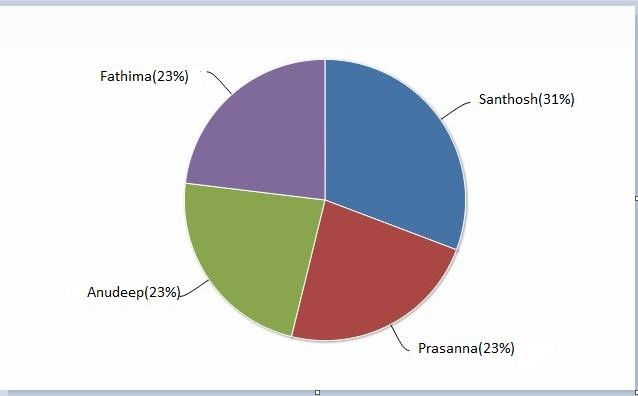 Fathima(23%)
Santhosh(31%)
Anudeep(23%)
Prasanna(23%)